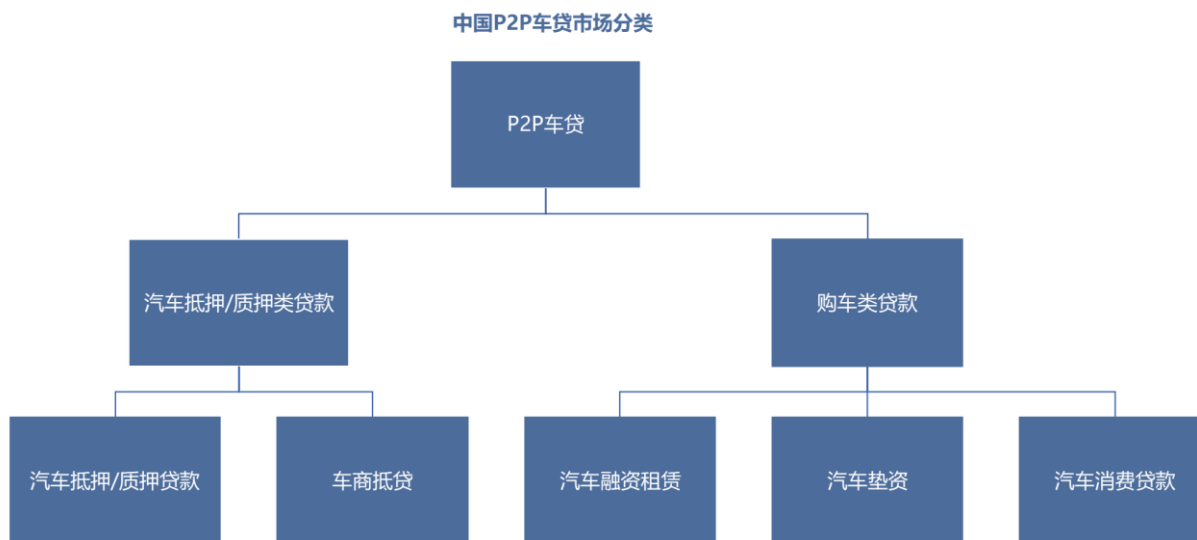 中国P2P车贷市场分类
P2P车贷
汽车抵押/质押类贷款
购车类贷款
汽车抵押/质押贷款
车商抵贷
汽车融资租赁
汽车垫资
汽车消费贷款